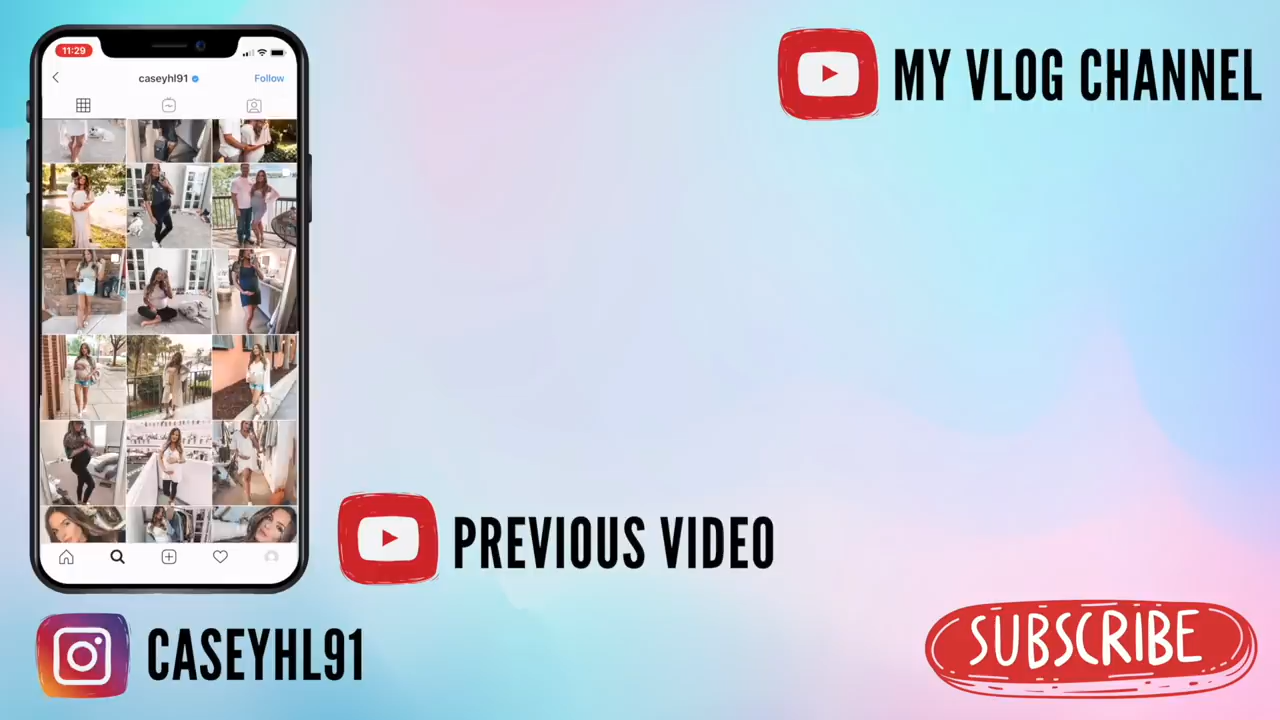 11:29
caseyhl91
Follow
MY VLOG CHANNEL
PREVIOUS VIDEO
CASEYHL91
SUBSCRIBE